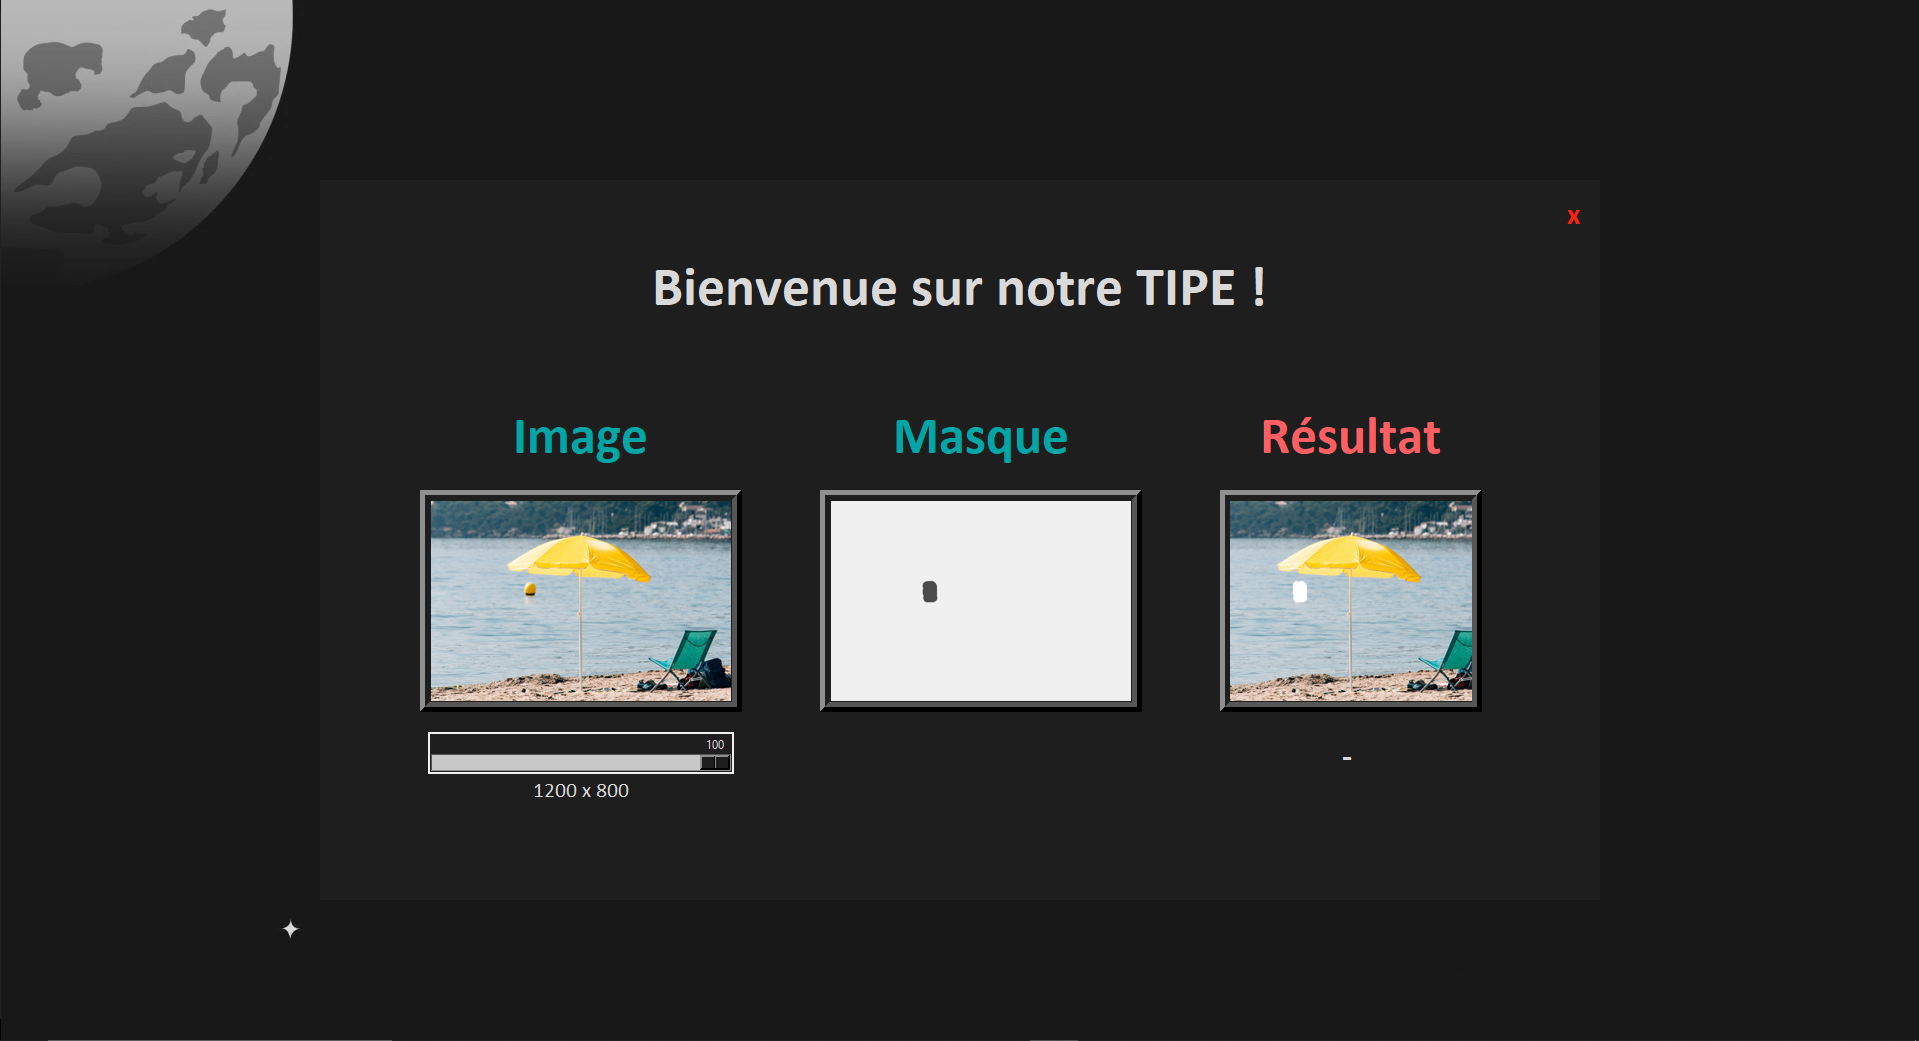 x
Bienvenue sur notre TIPE !
Image
Masque
Résultat
100
-
1200 x 800